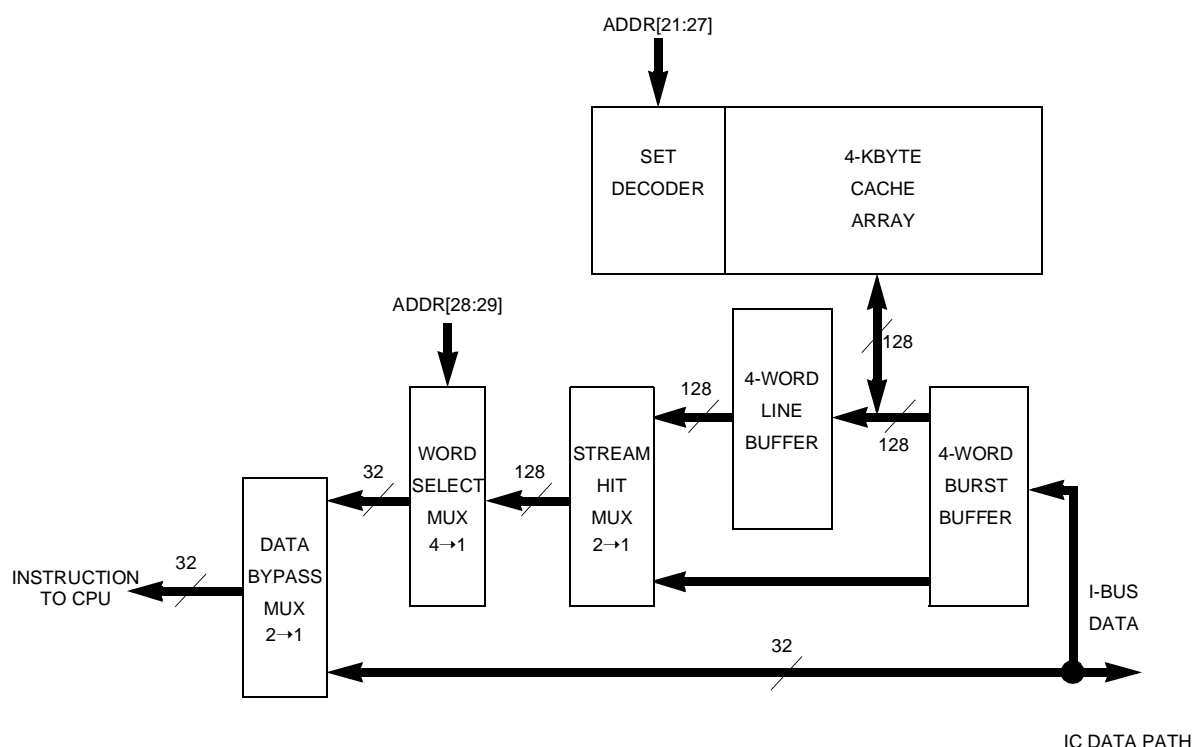 ADDR[21:27]
SET
DECODER
4-KBYTE
CACHE
ARRAY
128
ADDR[28:29]
4-WORD
LINE
BUFFER
128
128
4-WORD
BURST
BUFFER
STREAM
HIT
MUX
2→1
128
WORD
SELECT
MUX
4→1
32
DATA
BYPASS
MUX
2→1
32
INSTRUCTION
TO CPU
I-BUS
DATA
32
IC DATA PATH